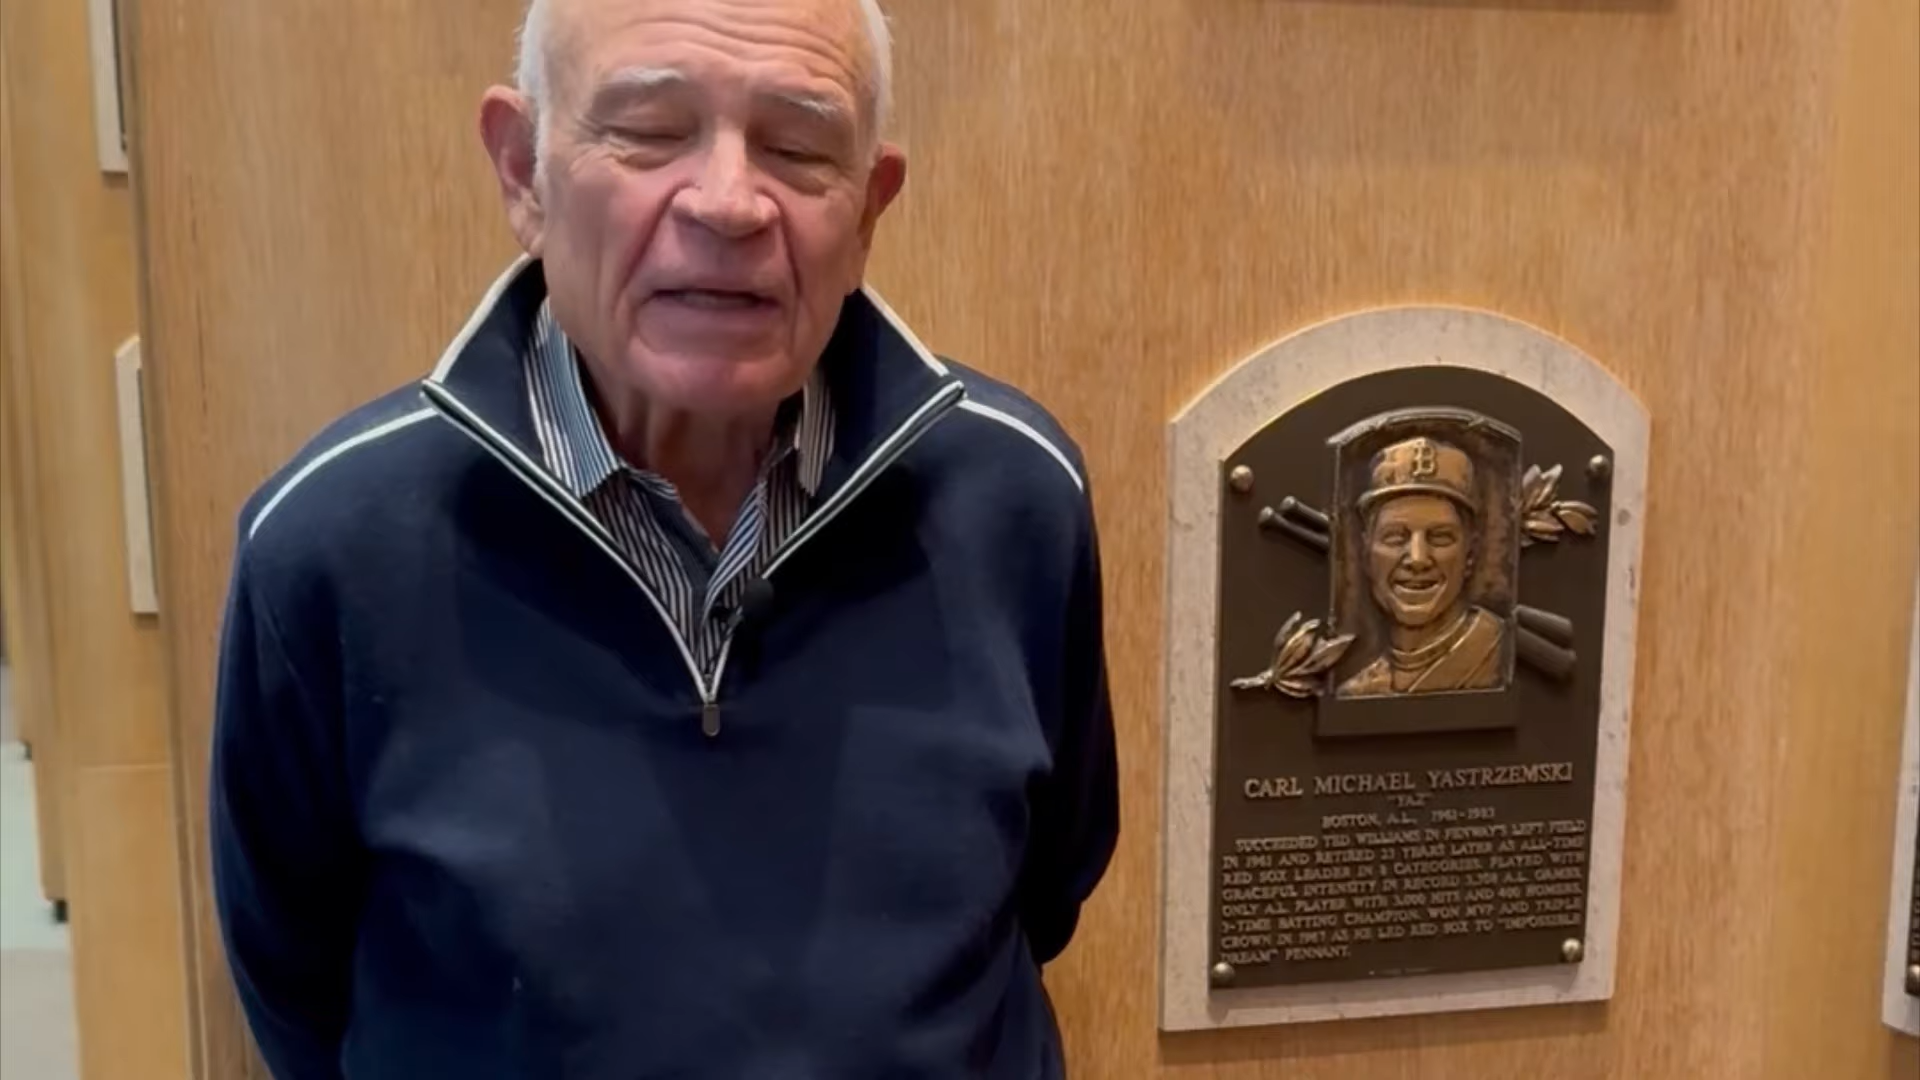 B
CARL MICHAEL YASTRZEMSKI
"YAZ"
BOSTON, A.L., 1961-1983
SUCCEEDED TED WILLIAMS IN FENWAY'S LEFT FIELD
IN 1961 AND RETIRED 23 YEARS LATER AS ALL-TIME
RED SOX LEADER IN 8 CATEGORIES. PLAYED WITH
GRACEFUL INTENSITY IN RECORD 3,308 A.L. GAMES.
ONLY A.L. PLAYER WITH 3,000 HITS AND 400 HOMERS.
3-TIME BATTING CHAMPION, WON MVP AND TRIPLE
CROWN IN 1967 AS HE LED RED SOX TO "IMPOSSIBLE
DREAM" PENNANT.